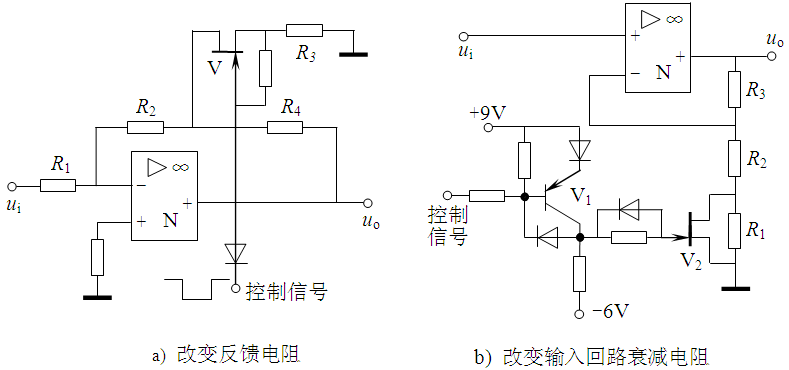 R3
V
R2
R4
▷ ∞
R1
−
+
+
N
ui
uo
控制信号
a) 改变反馈电阻
▷ ∞
+
+
−
N
ui
uo
R3
+9V
R2
V1
控制
信号
R1
V2
−6V
b) 改变输入回路衰减电阻